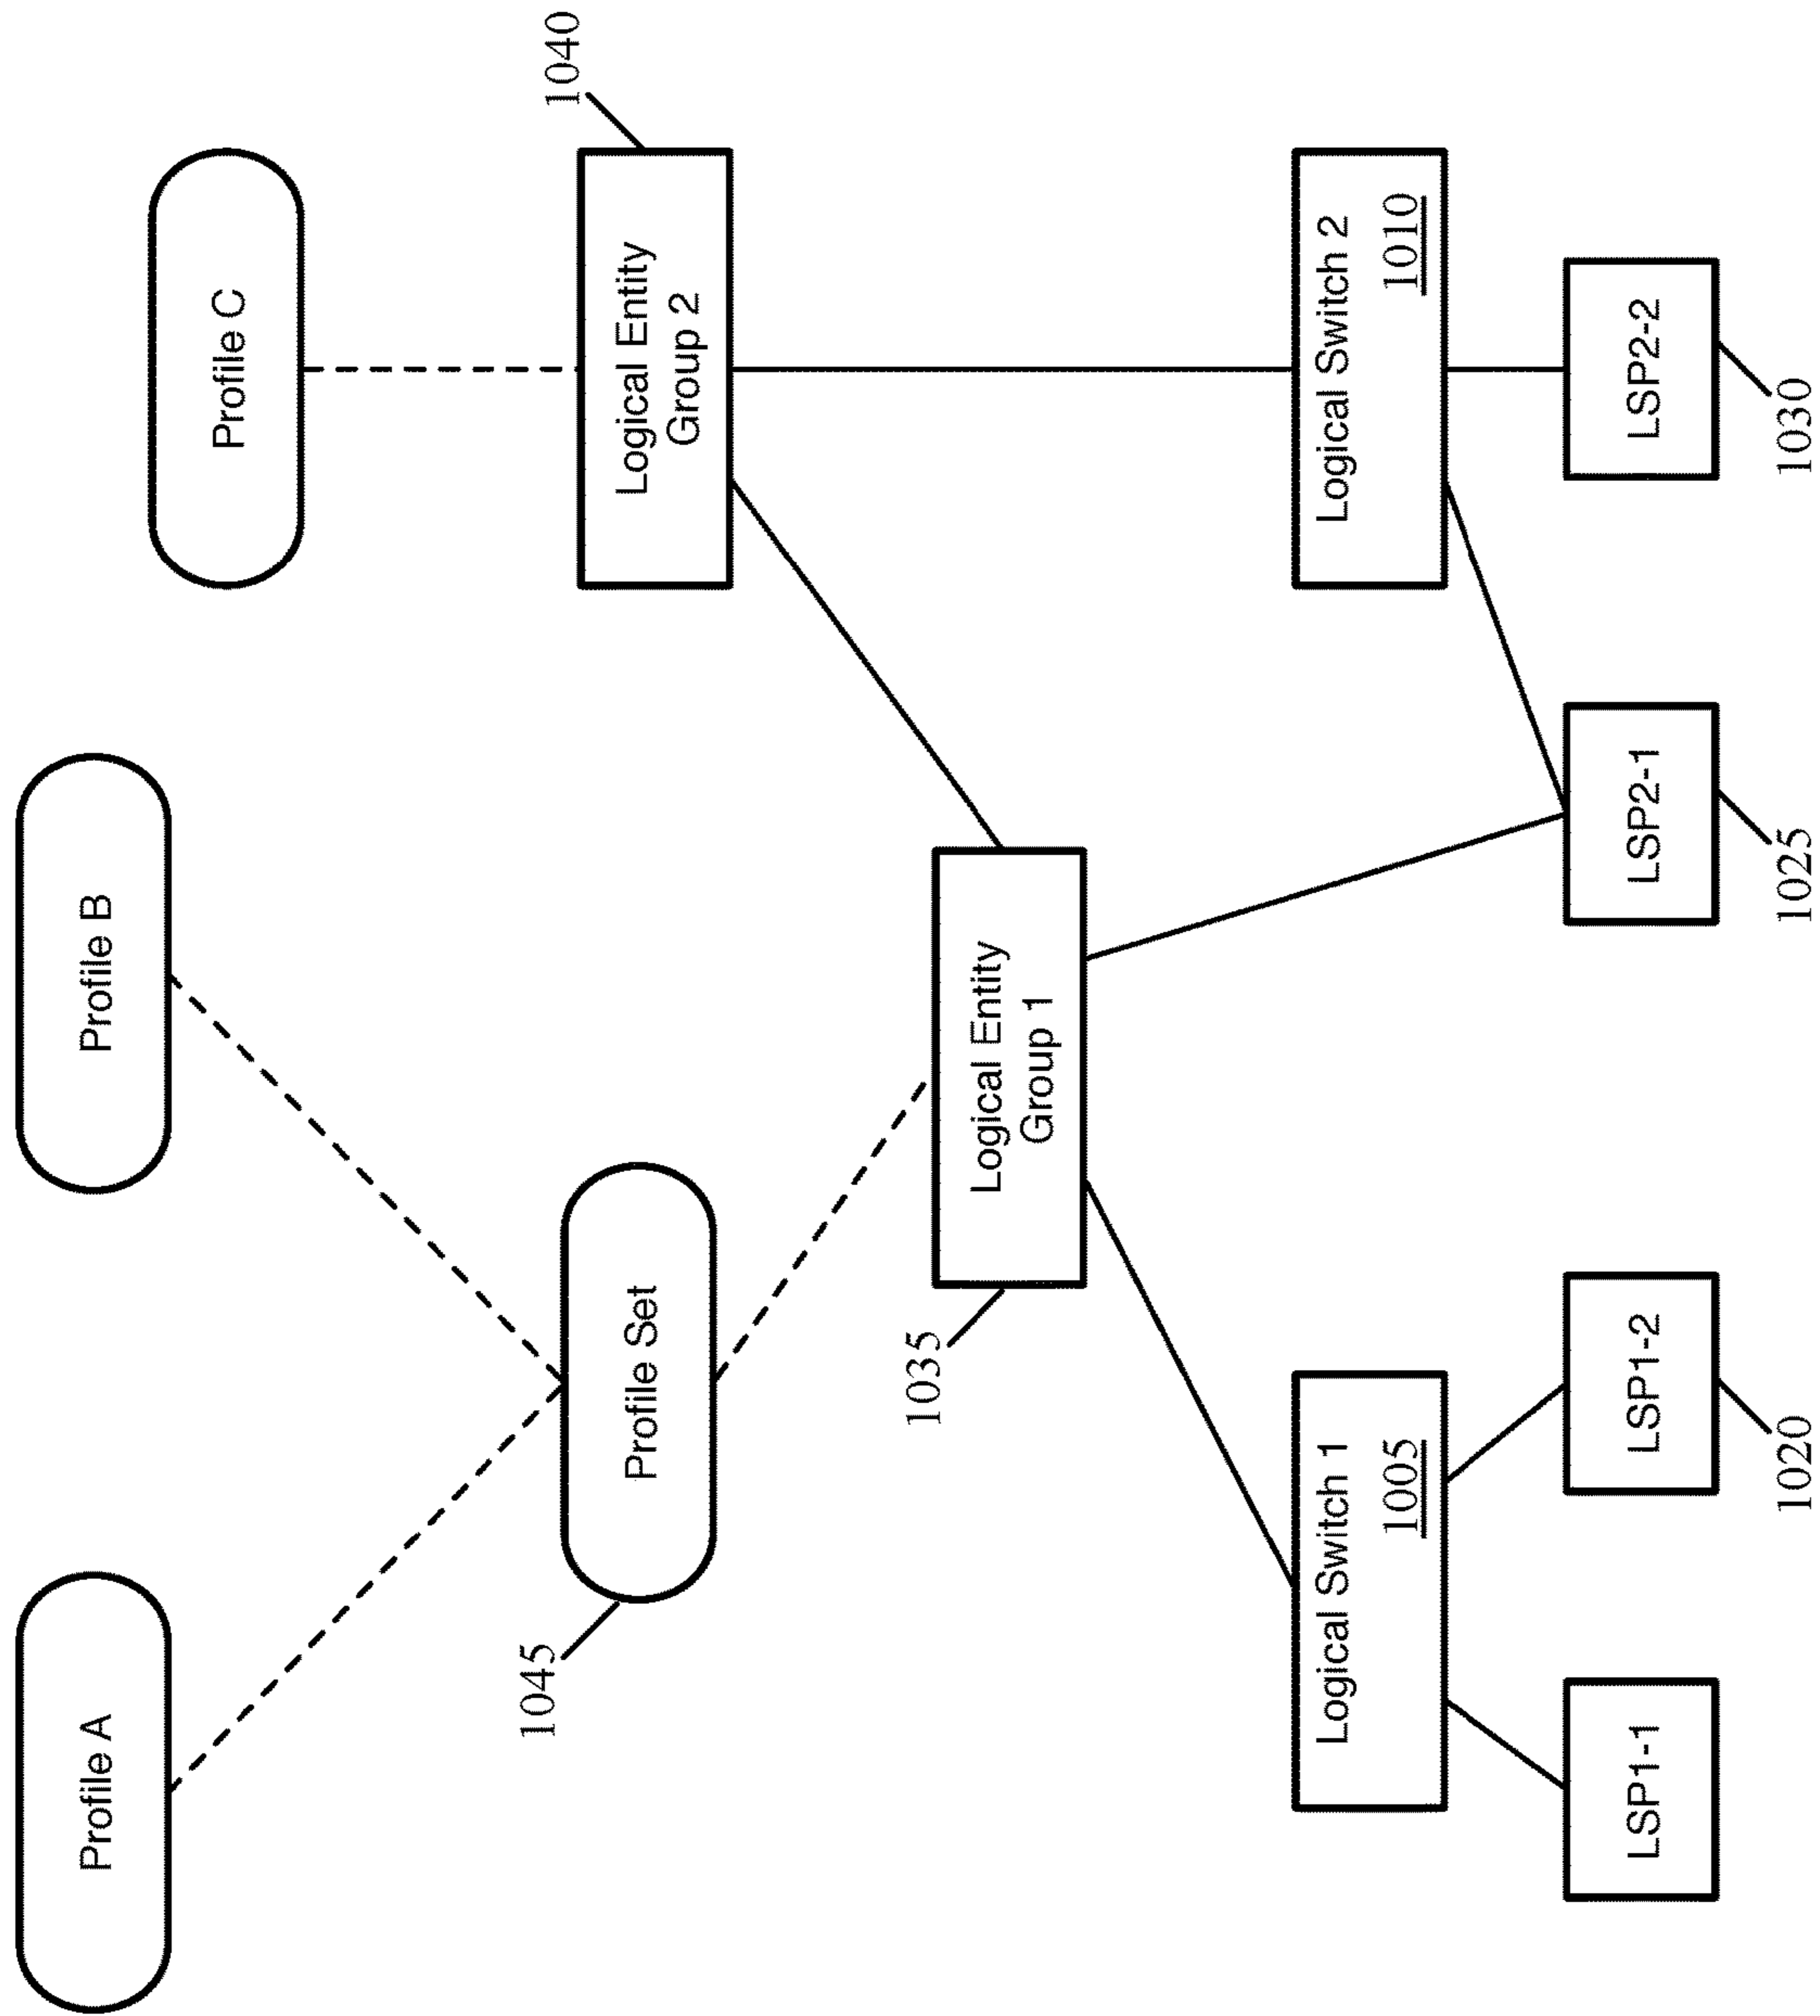 Profile A
Profile B
Profile C
1040
1045
Profile Set
Logical Entity
Group 2
1035
Logical Entity
Group 1
Logical Switch 1
1005
Logical Switch 2
1010
LSP1-1
LSP1-2
LSP2-1
LSP2-2
1020
1025
1030